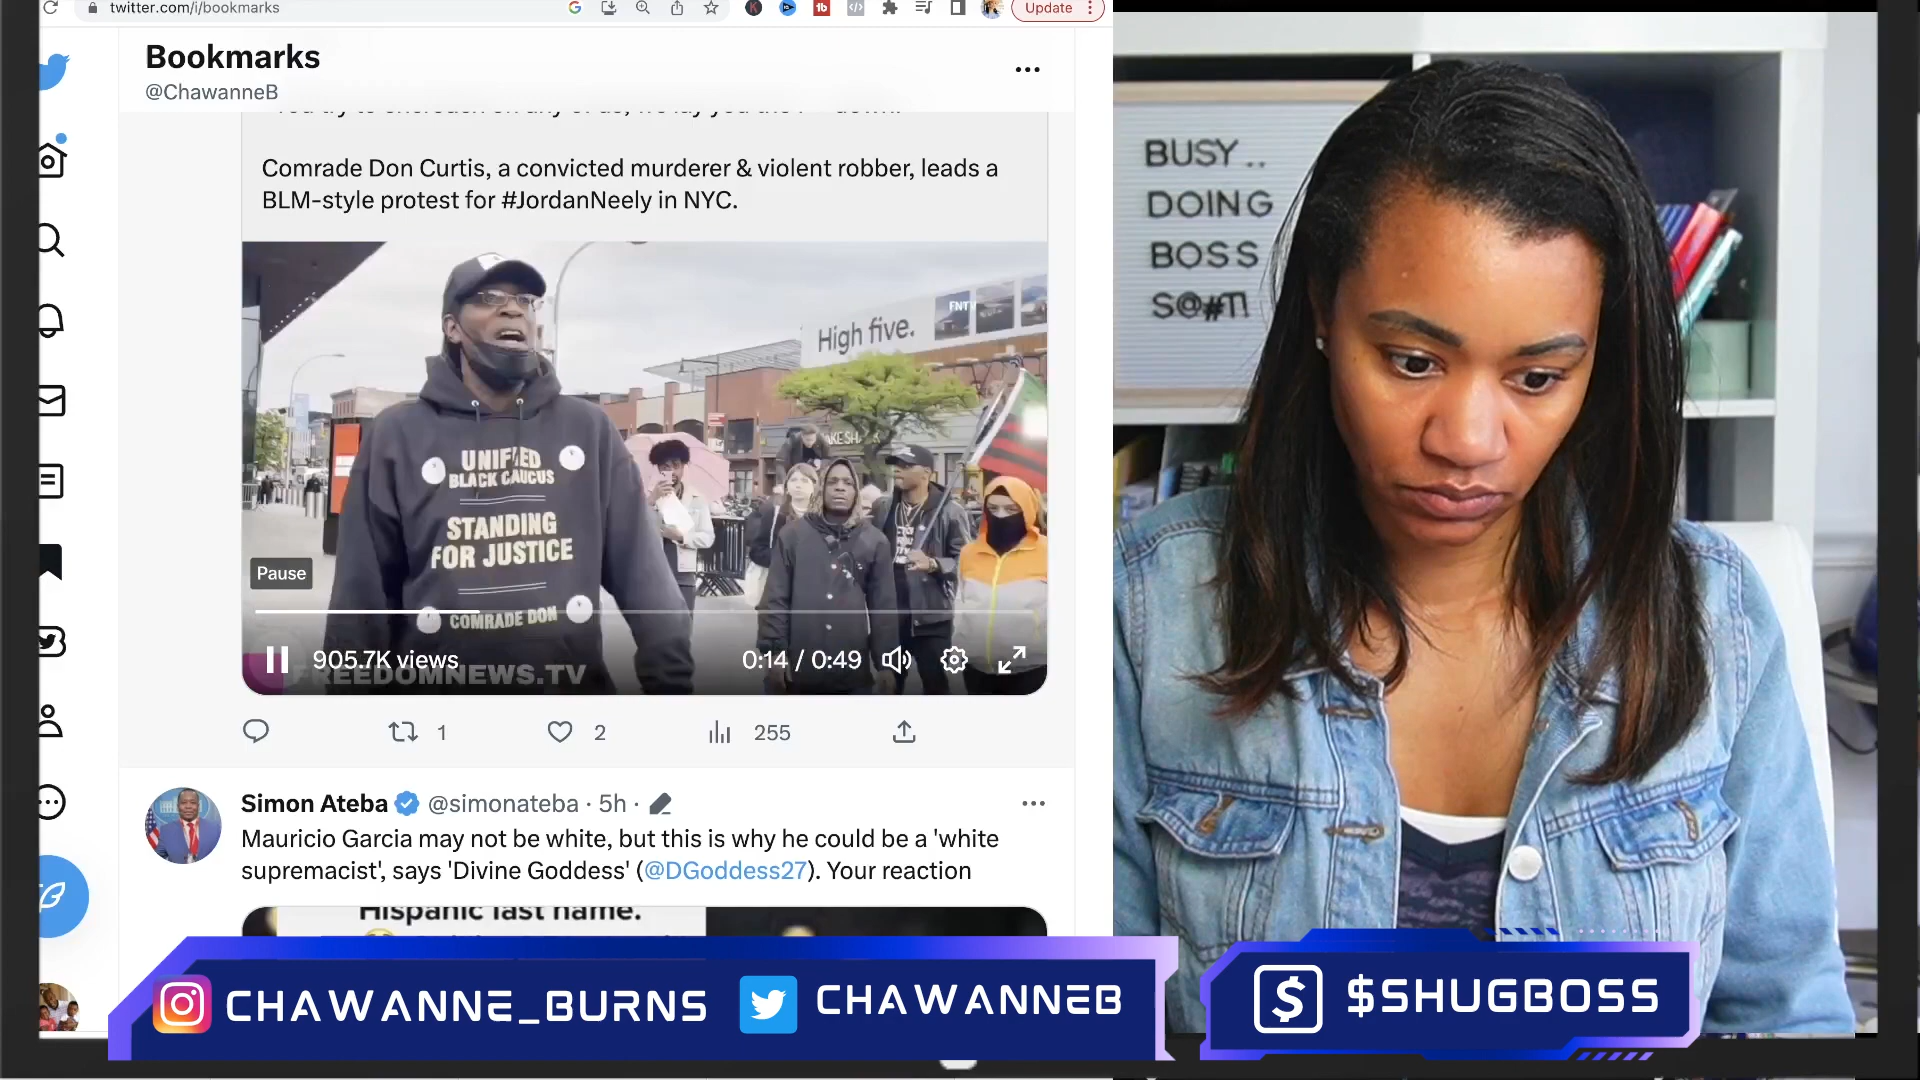 twitter.com/i/bookmarks
Update
Bookmarks
@ChawanneB
Comrade Don Curtis, a convicted murderer & violent robber, leads a
BLM-style protest for #JordanNeely in NYC.
FNTV
High five.
UNIFIED
BLACK CAUCUS
STANDING
FOR JUSTICE
COMRADE DON
Pause
905.7K views
0:14 / 0:49
FREEDOMNEWS.TV
1
2
255
Simon Ateba @simonateba · 5h ·
Mauricio Garcia may not be white, but this is why he could be a 'white
supremacist', says 'Divine Goddess' (@DGoddess27). Your reaction
Hispanic last name.
BUSY..
DOING
BOSS
S@#T!
CHAWANNE_BURNS
CHAWANNEB
$SHUGBOSS